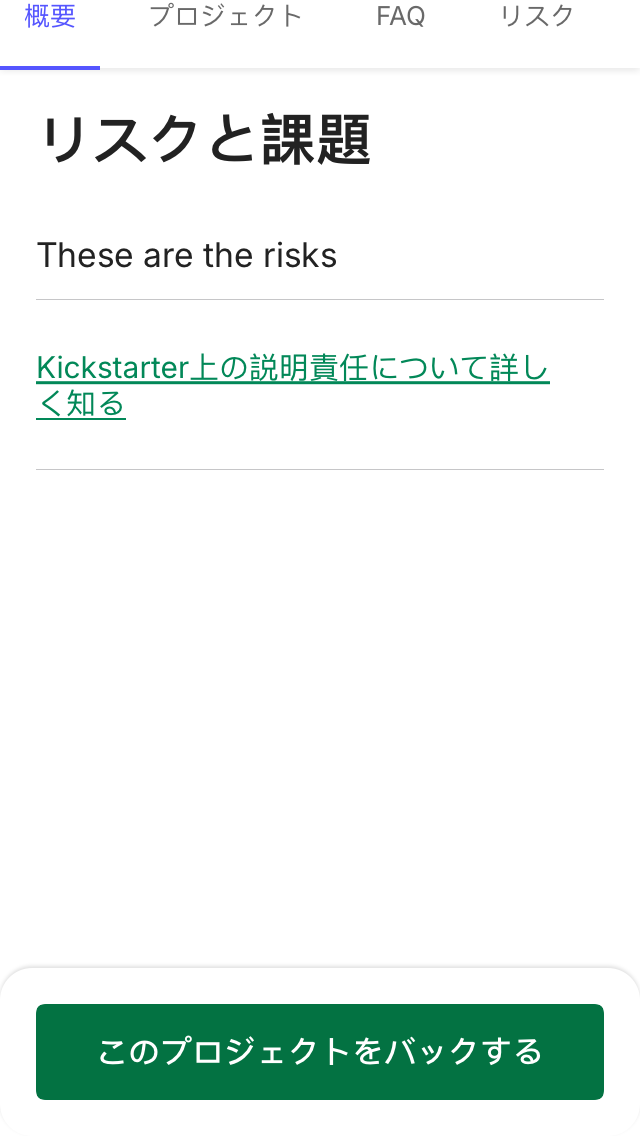 概要 プロジェクト FAQ リスク
リスクと課題
These are the risks
Kickstarter上の説明責任について詳し
く知る
このプロジェクトをバックする